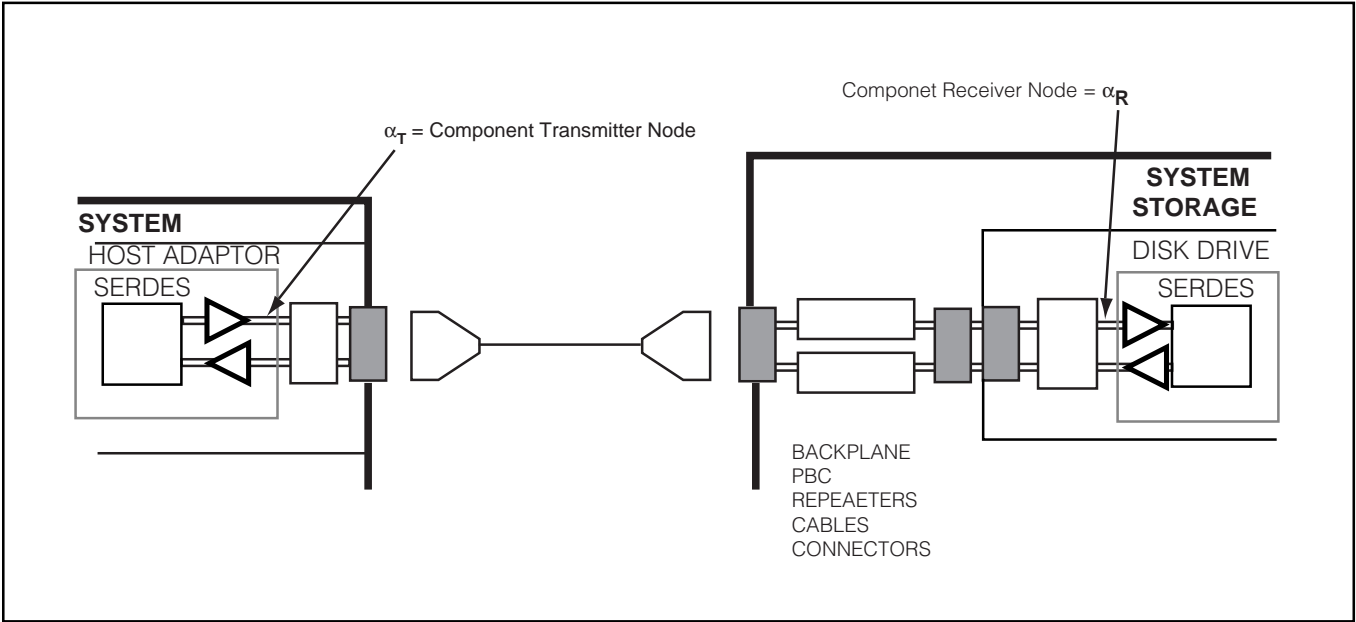 Componet Receiver Node = αR
αT = Component Transmitter Node
SYSTEM
STORAGE
SYSTEM
HOST ADAPTOR
SERDES
DISK DRIVE
SERDES
BACKPLANE
PBC
REPEAETERS
CABLES
CONNECTORS